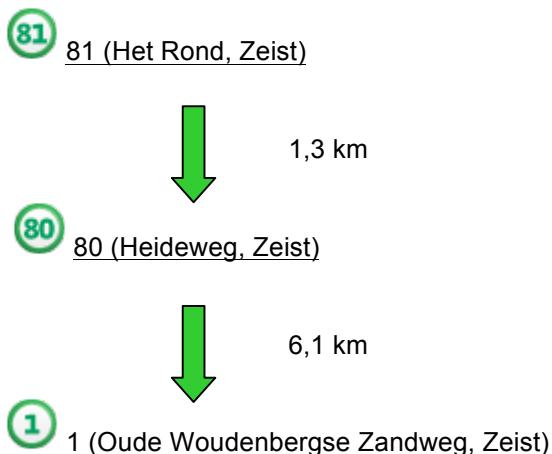 81 81 (Het Rond, Zeist)
1,3 km
80 80 (Heideweg, Zeist)
6,1 km
1 1 (Oude Woudenbergse Zandweg, Zeist)